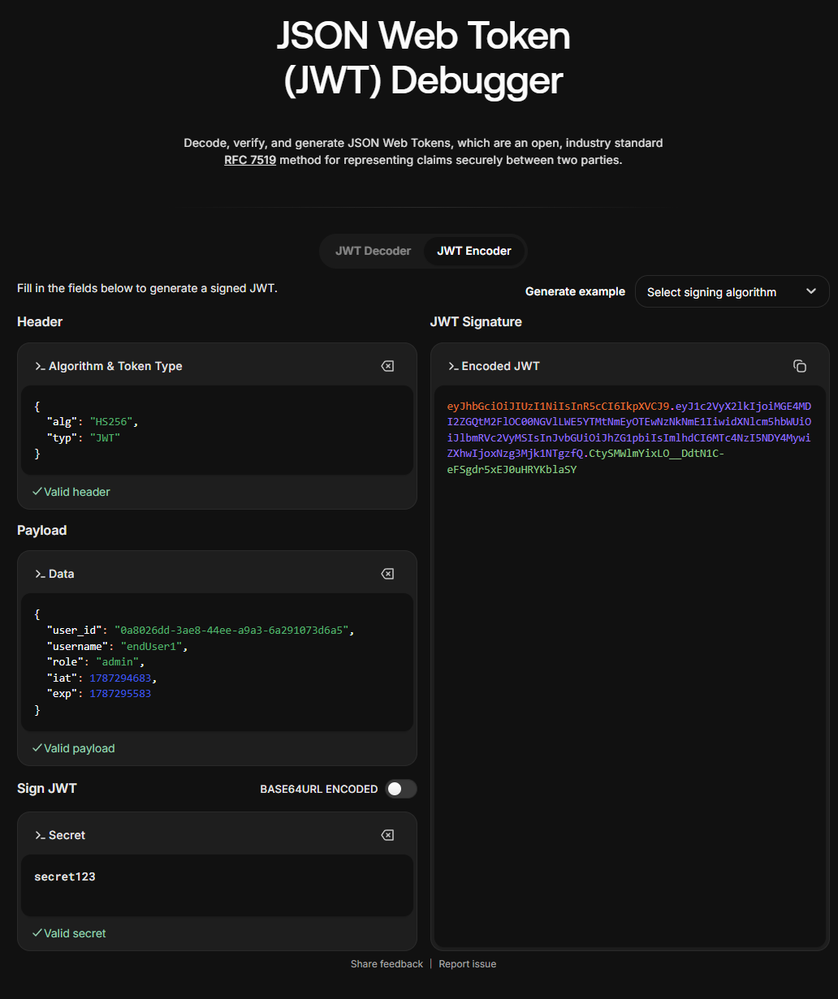 JSON Web Token
(JWT) Debugger
Decode, verify, and generate JSON Web Tokens, which are an open, industry standard
RFC 7519 method for representing claims securely between two parties.
JWT Decoder
JWT Encoder
Fill in the fields below to generate a signed JWT.
Generate example
Select signing algorithm
Header
Algorithm & Token Type
{
"alg": "HS256",
"typ": "JWT"
}
Valid header
Payload
Data
{
"user_id": "0a8026dd-3ae8-44ee-a9a3-6a291073d6a5",
"username": "endUser1",
"role": "admin",
"iat": 1787294683,
"exp": 1787295583
}
Valid payload
Sign JWT
BASE64URL ENCODED
Secret
secret123
Valid secret
JWT Signature
Encoded JWT
eyJhbGciOiJIUzI1NiIsInR5cCI6IkpXVCJ9.eyJ1c2VyX2lkIjoiMGE4MD
I2ZGQtM2FlOC00NGVlLWE5YTMtNmEyOTEwNzNkNmE1IiwidXNlcm5hbWUiO
iJlbmRVc2VyMSIsInJvbGUiOiJhZG1pbiIsImlhdCI6MTc4NzI5NDY4Mywi
ZXhwIjoxNzg3Mjk1NTgzfQ.CtySMWlmYixLO__DdtN1C-
eFSgdr5xEJ0uHRYKblaSY
Share feedback | Report issue